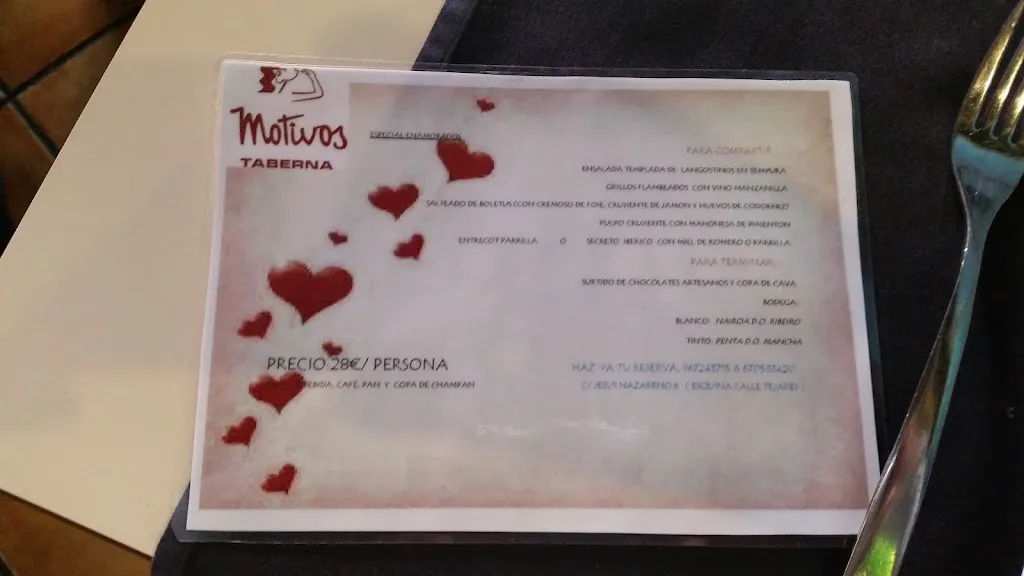 Motivos
TABERNA
ESPECIAL ENAMORADOS
PARA COMPARTIR
ENSALADA TEMPLADA DE LANGOSTINOS EN TEMPURA
GRILLOS FLAMBEADOS CON VINO MANZANILLA
SALTEADO DE BOLETUS (CON CREMOSO DE FOIE, CRUJIENTE DE JAMON Y HUEVOS DE CODORNIZ)
PULPO CRUJIENTE CON MAHONESA DE PIMENTON
ENTRECOT PARRILLA O SECRETO IBERICO CON MIEL DE ROMERO O PARRILLA
PARA TERMINAR
SURTIDO DE CHOCOLATES ARTESANOS Y COPA DE CAVA
BODEGA:
BLANCO: NAIROA D.O. RIBEIRO
TINTO: PENTA D.O. MANCHA
PRECIO 28€/ PERSONA
BEBIDA, CAFÉ, PAN Y COPA DE CHAMPAN
HAZ YA TU RESERVA:
C/ JESUS NAZARENO 6 (ESQUINA CALLE TEJARES)